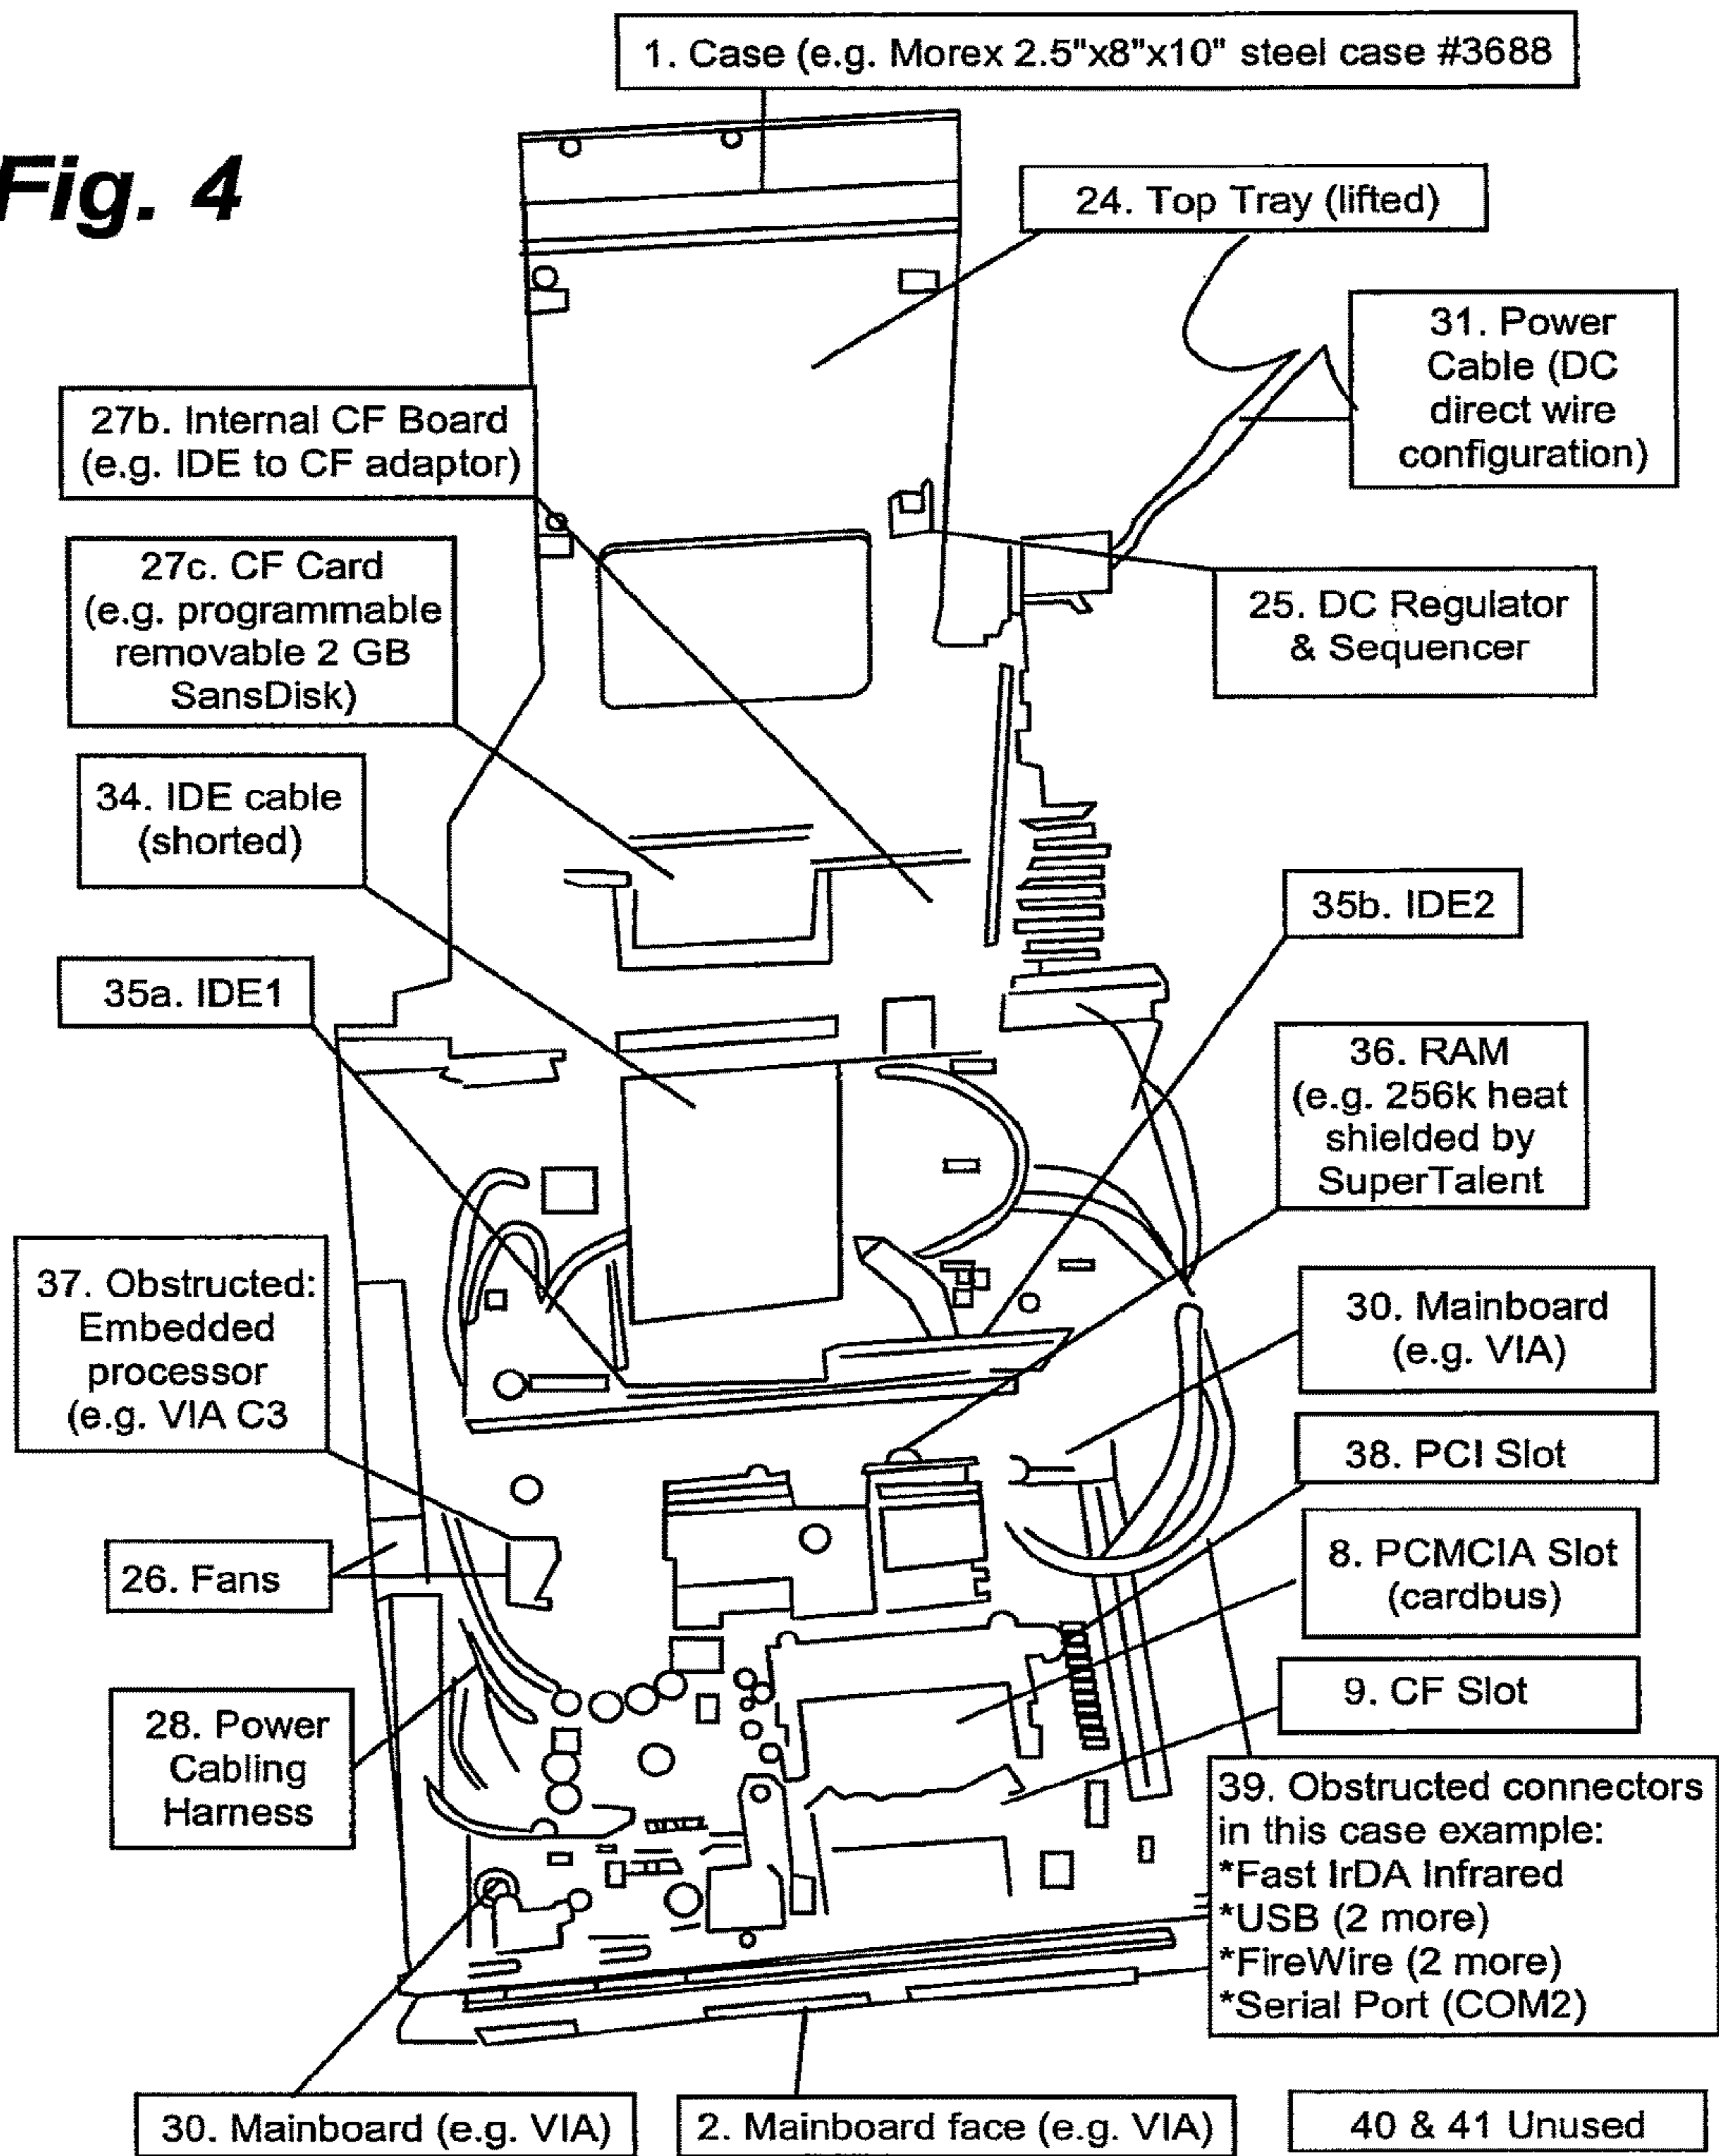 Fig. 4
1. Case (e.g. Morex 2.5"x8"x10" steel case #3688
24. Top Tray (lifted)
31. Power
Cable (DC
direct wire
configuration)
27b. Internal CF Board
(e.g. IDE to CF adaptor)
27c. CF Card
(e.g. programmable
removable 2 GB
SansDisk)
25. DC Regulator
& Sequencer
34. IDE cable
(shorted)
35b. IDE2
35a. IDE1
36. RAM
(e.g. 256k heat
shielded by
SuperTalent
37. Obstructed:
Embedded
processor
(e.g. VIA C3
30. Mainboard
(e.g. VIA)
38. PCI Slot
26. Fans
8. PCMCIA Slot
(cardbus)
9. CF Slot
28. Power
Cabling
Harness
39. Obstructed connectors
in this case example:
*Fast IrDA Infrared
*USB (2 more)
*FireWire (2 more)
*Serial Port (COM2)
30. Mainboard (e.g. VIA)
2. Mainboard face (e.g. VIA)
40 & 41 Unused